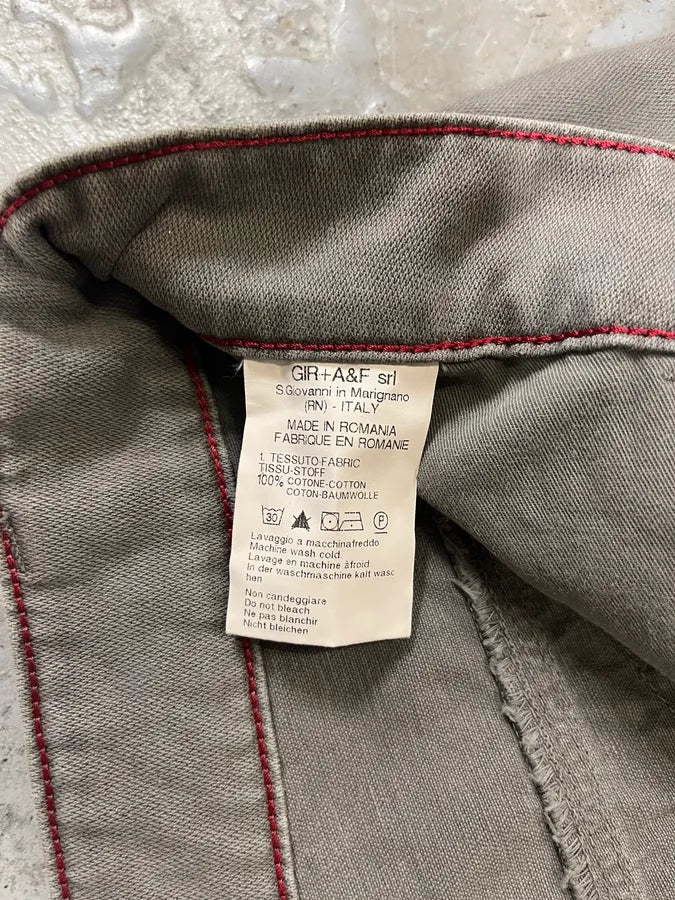 GIR+A&F srl
S.Giovanni in Marignano
(RN) - ITALY
MADE IN ROMANIA
FABRIQUE EN ROMANIE
1. TESSUTO-FABRIC
TISSU-STOFF
100% COTONE-COTTON
COTON-BAUMWOLLE
30 P
Lavaggio a macchinafreddo
Machine wash cold.
Lavage en machine àfroid
In der waschmaschine kalt wasc
hen
Non candeggiare
Do not bleach
Ne pas blanchir
Nicht bleichen